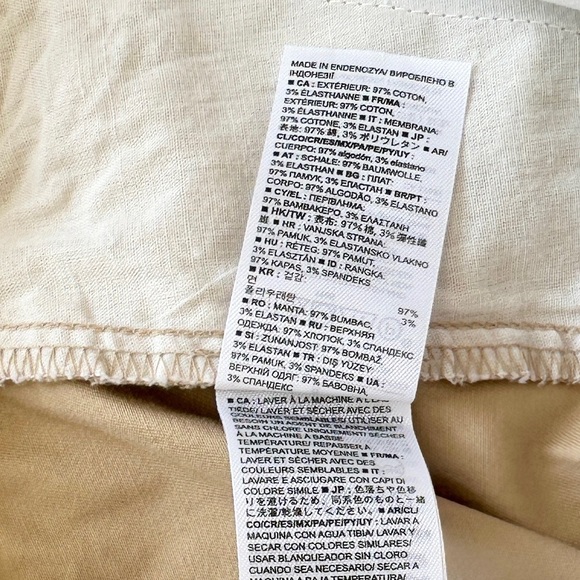 MADE IN ENDENOZYA/ ВИРОБЛЕНО В
ІНДОНЕЗІЇ
■ CA : EXTÉRIEUR: 97% COTON,
3% ÉLASTHANNE ■ FR/MA :
EXTÉRIEUR: 97% COTON,
3% ÉLASTHANNE ■ IT : MEMBRANA:
97% COTONE, 3% ELASTAN ■ JP :
表地: 97% 綿, 3% ポリウレタン ■ AR/
CL/CO/CR/ES/MX/PA/PE/PY/UY :
CUERPO: 97% algodón, 3% elastano
■ AT : SCHALE: 97% BAUMWOLLE,
3% ELASTHAN ■ BG : ПЛАТ:
97% ПАМУК, 3% ЕЛАСТАН ■ BR/PT :
CORPO: 97% ALGODÃO, 3% ELASTANO
■ CY/EL : ΠΕΡΙΒΛΗΜΑ:
97% ΒΑΜΒΑΚΕΡΟ, 3% ΕΛΑΣΤΑΝΗ
■ HK/TW : 表布: 97% 棉, 3% 彈性纖
維 ■ HR : VANJSKA STRANA:
97% PAMUK, 3% ELASTANSKO VLAKNO
■ HU : RÉTEG: 97% PAMUT,
3% ELASZTÁN ■ ID : RANGKA:
97% KAPAS, 3% SPANDEKS
■ KR : 겉감:
면 97%
폴리우레탄 3%
■ RO : MANTA: 97% BUMBAC,
3% ELASTAN ■ RU : ВЕРХНЯЯ
ОДЕЖДА: 97% ХЛОПОК, 3% СПАНДЕКС
■ SI : ZUNANJOST: 97% BOMBAŽ
3% ELASTAN ■ TR : DIŞ YÜZEY:
97% PAMUK, 3% SPANDEKS ■ UA :
ВЕРХНІЙ ОДЯГ: 97% БАВОВНА
3% СПАНДЕКС
■ CA : LAVER À LA MACHINE À L'EAU
TIÈDE/ LAVER ET SÉCHER AVEC DES
COULEURS SEMBLABLES/ UTILISER AU
BESOIN UN AGENT DE BLANCHIMENT
SANS CHLORE UNIQUEMENT/ SÉCHER
À LA MACHINE À BASSE
TEMPÉRATURE/ REPASSER À
TEMPÉRATURE MOYENNE ■ FR/MA :
LAVER ET SÉCHER AVEC DES
COULEURS SEMBLABLES ■ IT :
LAVARE E ASCIUGARE CON CAPI DI
COLORE SIMILE ■ JP : 色落ちや色移
りを避けるため、同系色のものと一緒
に洗濯/乾燥してください。 ■ AR/CL/
CO/CR/ES/MX/PA/PE/PY/UY : LAVAR A
MAQUINA CON AGUA TIBIA/ LAVAR Y
SECAR CON COLORES SIMILARES/
USAR BLANQUEADOR SIN CLORO
CUANDO SEA NECESARIO/ SECAR
A MÁQUINA A BAJA TEMPERATURA/